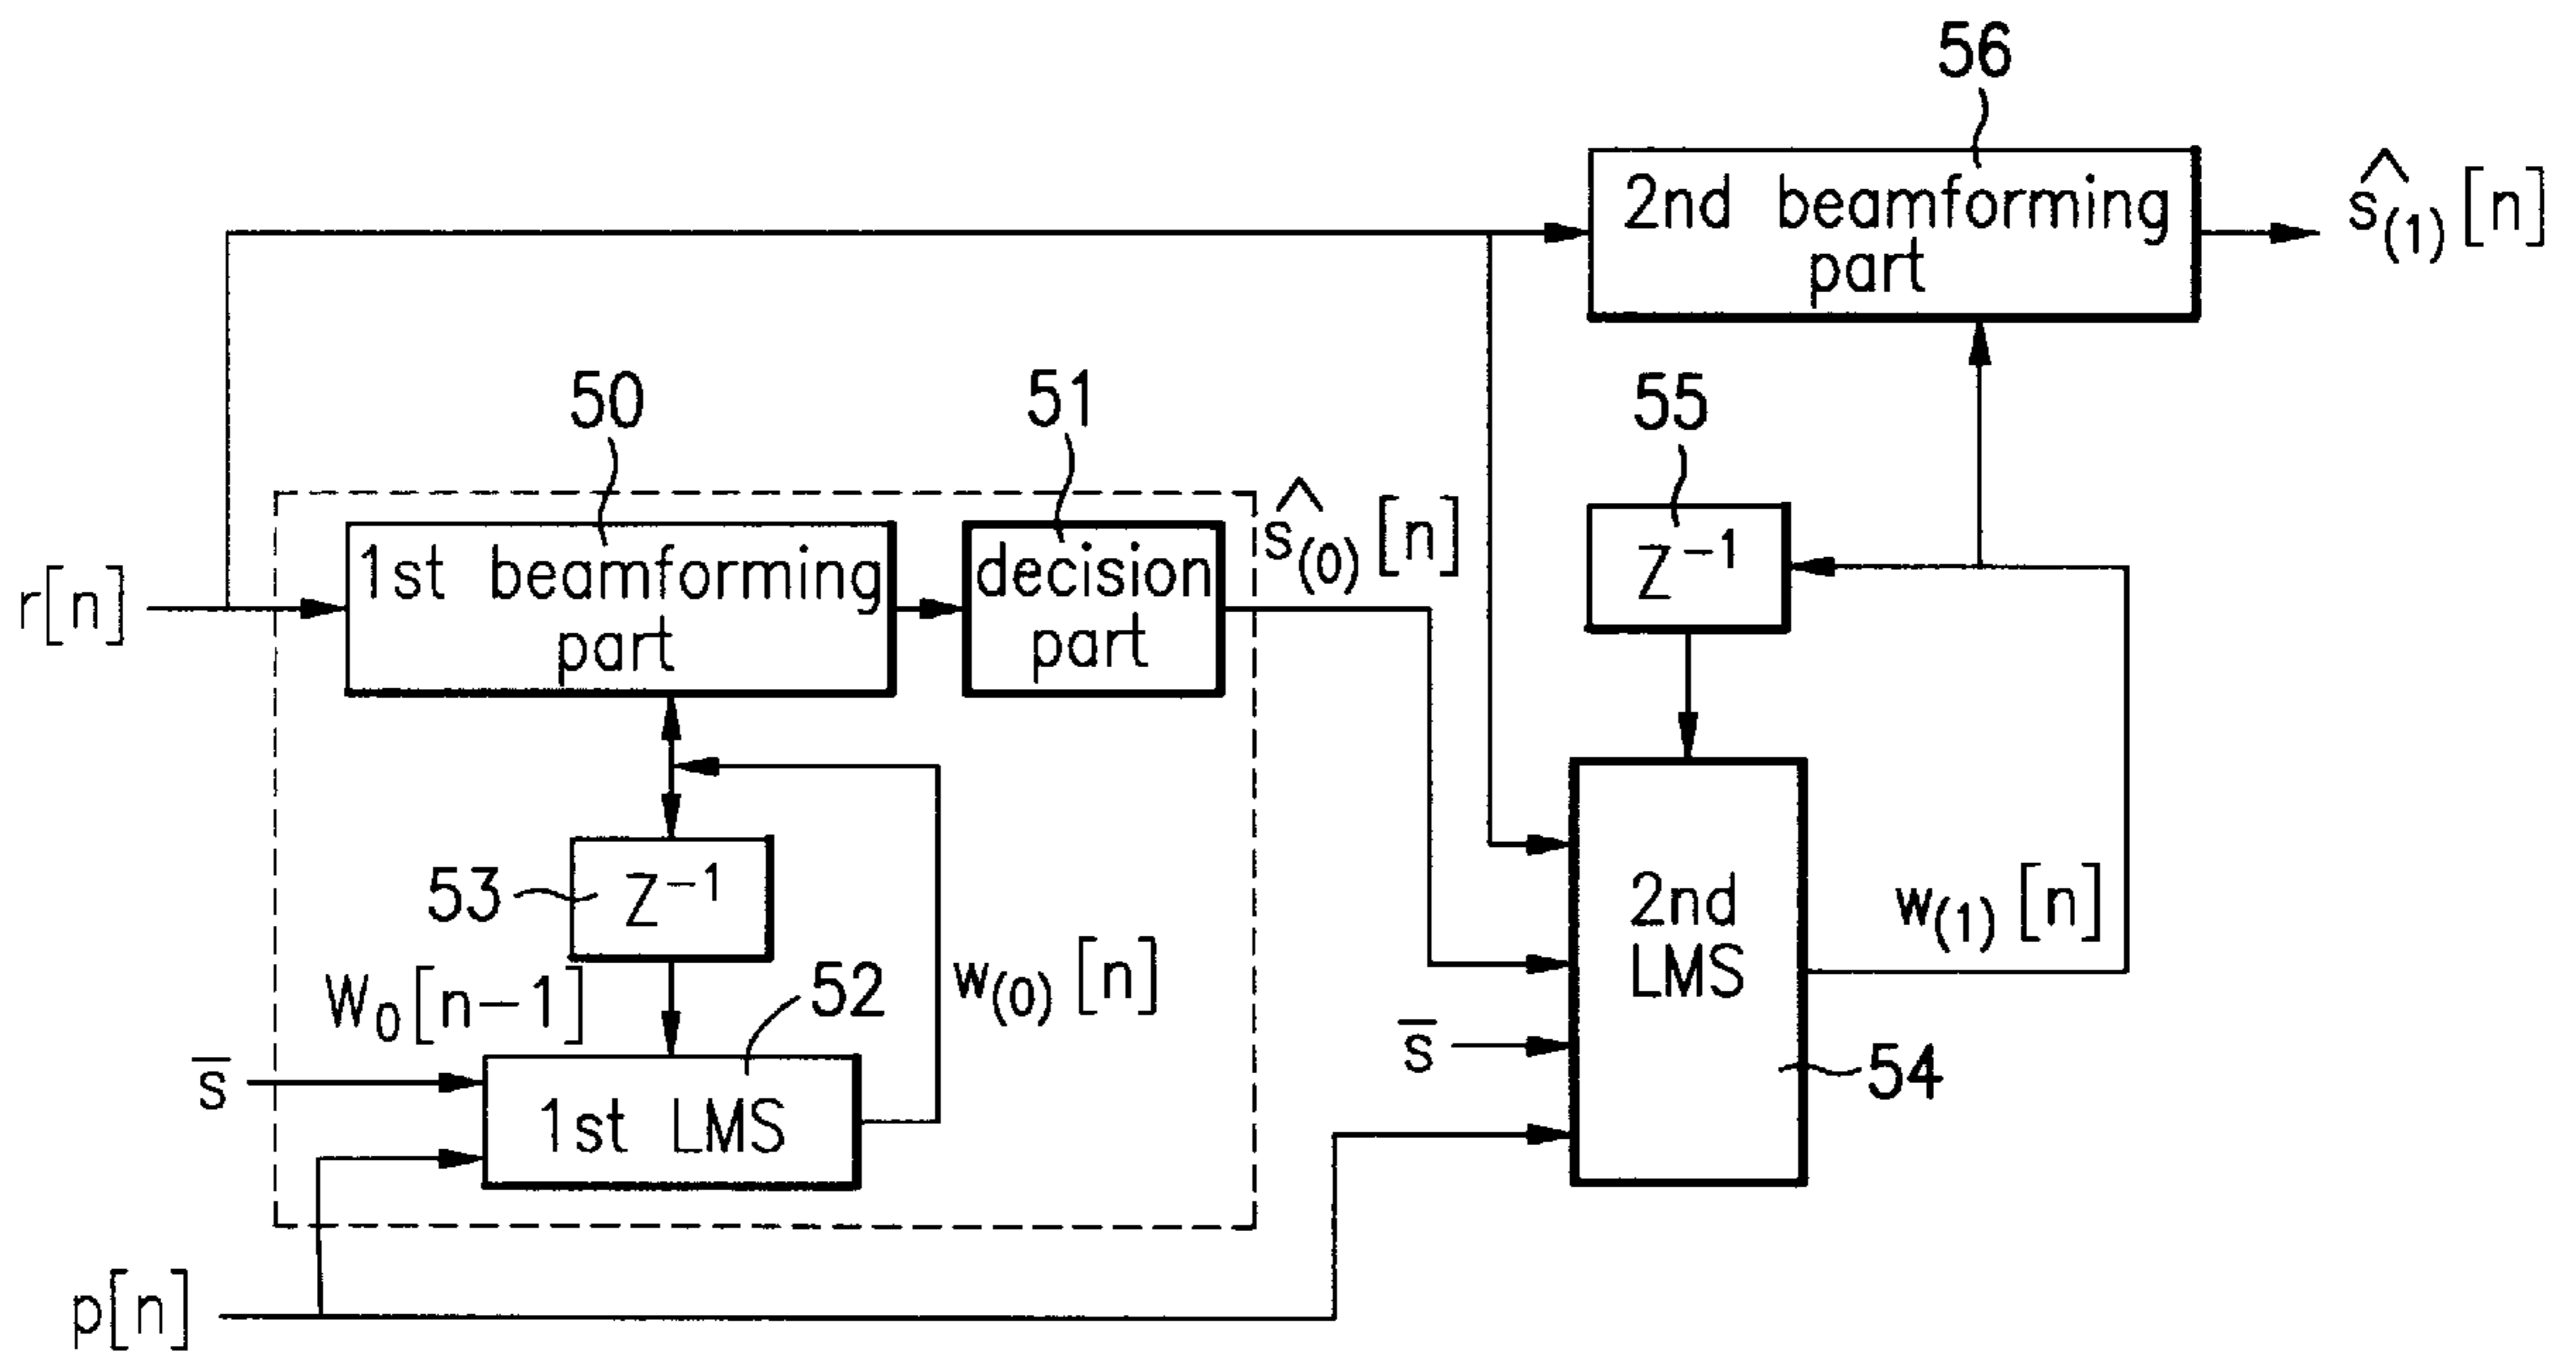 56
2nd beamforming
part
ŝ(1)[n]
50
51
55
1st beamforming
part
decision
part
ŝ(0)[n]
Z⁻¹
r[n]
53
Z⁻¹
W₀[n-1]
52
w(0)[n]
2nd
LMS
w(1)[n]
s̅
1st LMS
s̅
54
p[n]